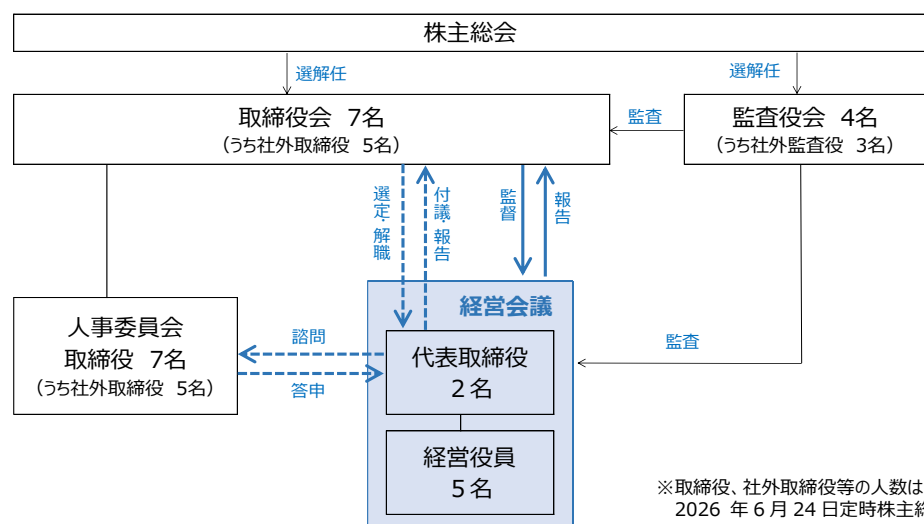 株主総会
選解任
選解任
取締役会 7名
(うち社外取締役 5名)
監査
監査役会 4名
(うち社外監査役 3名)
選定・解職
付議・報告
監督
報告
経営会議
人事委員会
取締役 7名
(うち社外取締役 5名)
諮問
答申
代表取締役
2名
監査
経営役員
5名
※取締役、社外取締役等の人数は
2026 年 6 月 24 日定時株主総